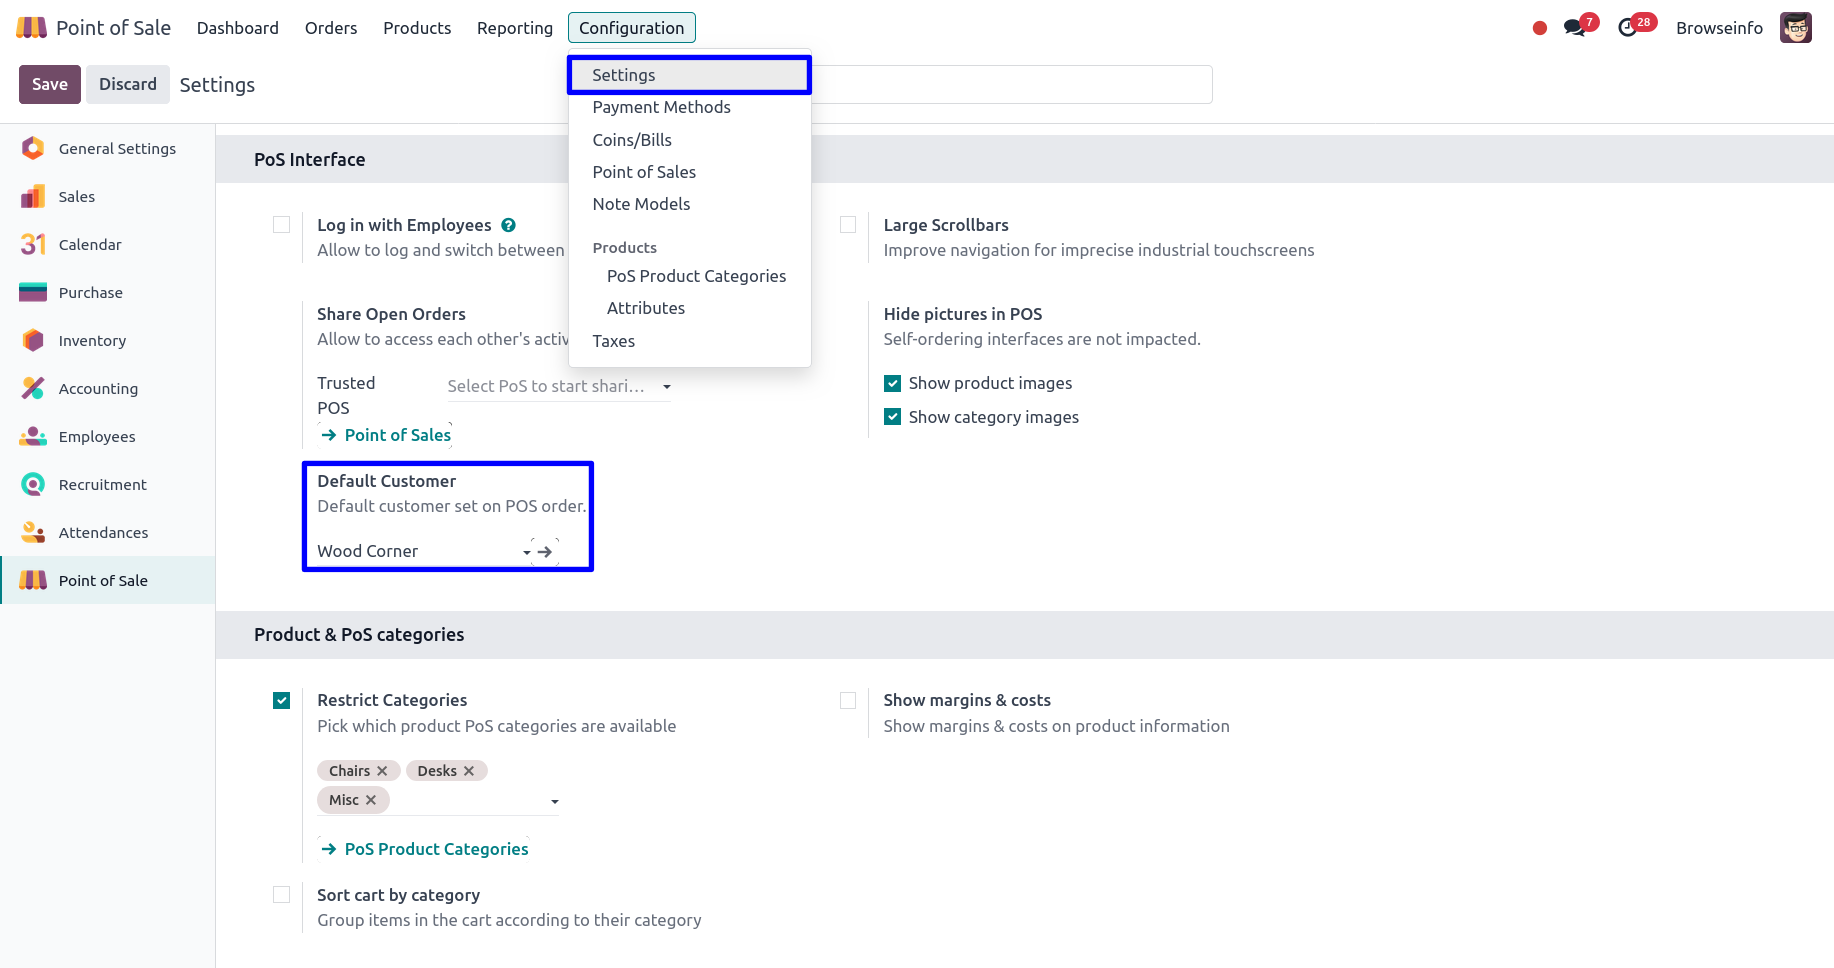 Point of Sale Dashboard Orders Products Reporting Configuration 7 28 Browseinfo
Save Discard Settings
Settings
Payment Methods
Coins/Bills
Point of Sales
Note Models
Products
PoS Product Categories
Attributes
Taxes
General Settings
Sales
31 Calendar
Purchase
Inventory
Accounting
Employees
Recruitment
Attendances
Point of Sale
PoS Interface
Log in with Employees ?
Allow to log and switch between
Large Scrollbars
Improve navigation for imprecise industrial touchscreens
Share Open Orders
Allow to access each other's activ
Trusted
POS
Select PoS to start shari...
Point of Sales
Hide pictures in POS
Self-ordering interfaces are not impacted.
Show product images
Show category images
Default Customer
Default customer set on POS order.
Wood Corner
Product & PoS categories
Restrict Categories
Pick which product PoS categories are available
Chairs Desks
Misc
PoS Product Categories
Show margins & costs
Show margins & costs on product information
Sort cart by category
Group items in the cart according to their category